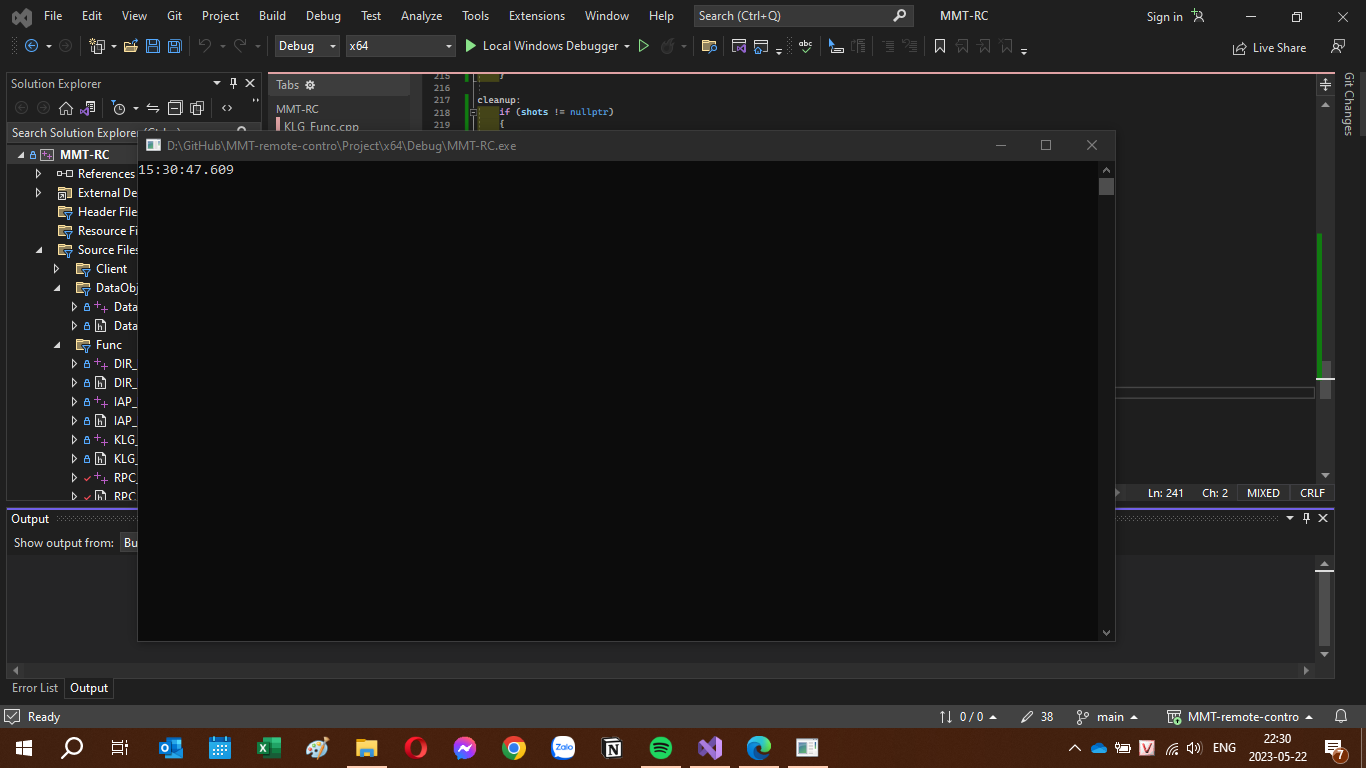 File Edit View Git Project Build Debug Test Analyze Tools Extensions Window Help Search (Ctrl+Q) MMT-RC Sign in
Debug x64 Local Windows Debugger Live Share
Solution Explorer
Search Solution Explorer
MMT-RC
References
External De
Header File
Resource Fi
Source Files
Client
DataObj
Data
Data
Func
DIR_
DIR_
IAP_
IAP_
KLG_
KLG_
RPC_
RPC
Tabs
MMT-RC
KLG_Func.cpp
215 }
216
217 cleanup:
218 if (shots != nullptr)
219 {
D:\GitHub\MMT-remote-contro\Project\x64\Debug\MMT-RC.exe
15:30:47.609
Git Changes
Ln: 241 Ch: 2 MIXED CRLF
Output
Show output from: Bu
Error List Output
Ready 0 / 0 38 main MMT-remote-contro
Zalo
ENG
22:30
2023-05-22
7